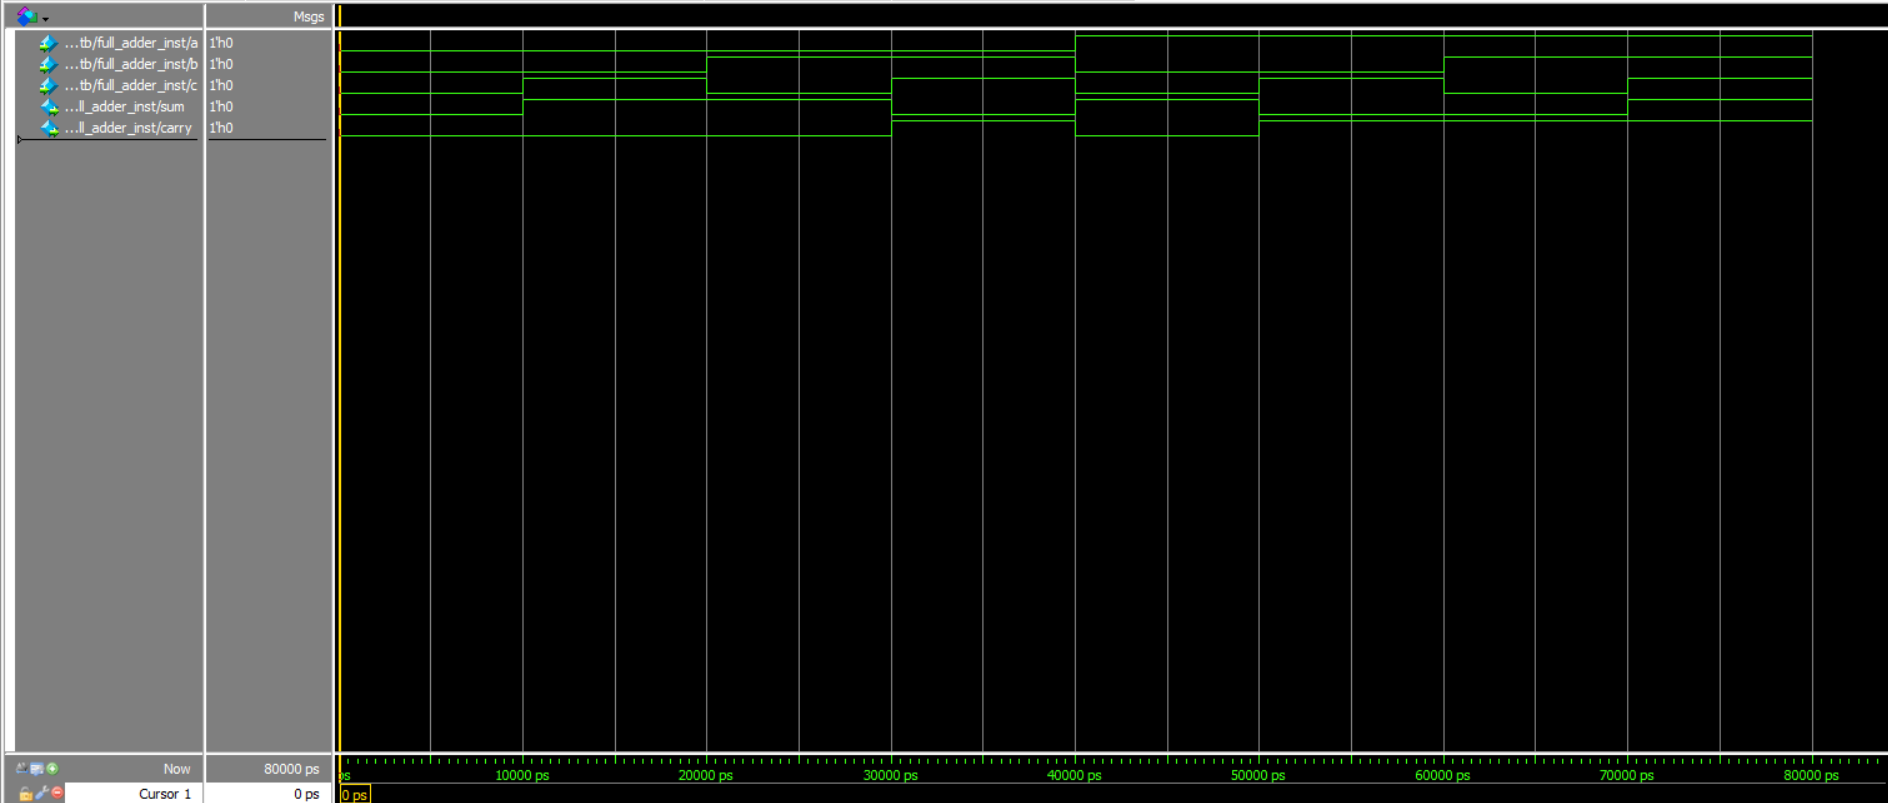 Msgs
...tb/full_adder_inst/a 1'h0
...tb/full_adder_inst/b 1'h0
...tb/full_adder_inst/c 1'h0
...ll_adder_inst/sum 1'h0
...ll_adder_inst/carry 1'h0
Now 80000 ps
ps 10000 ps 20000 ps 30000 ps 40000 ps 50000 ps 60000 ps 70000 ps 80000 ps
Cursor 1 0 ps
0 ps